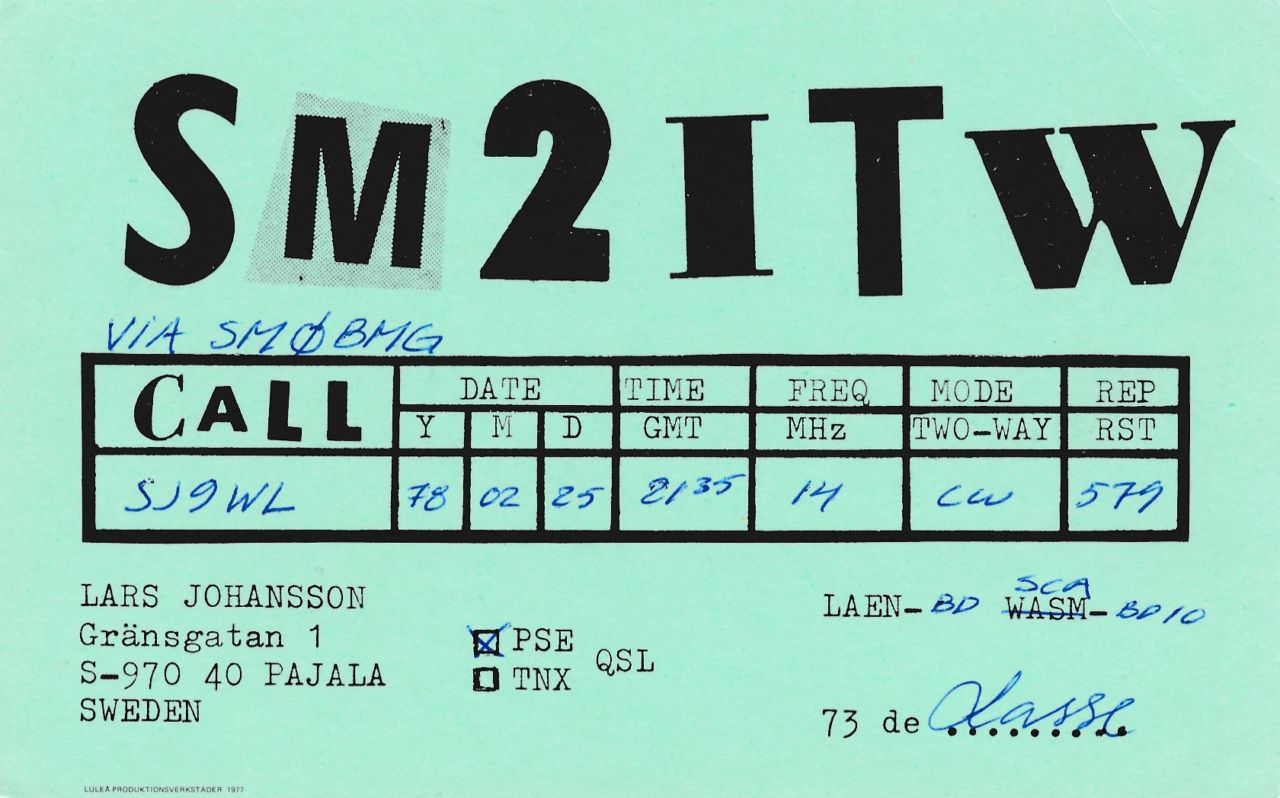 SM2ITW
VIA SMØBMG
CALL DATE TIME FREQ MODE REP
Y M D GMT MHz TWO-WAY RST
SJ9WL 78 02 25 2135 14 CW 579
LARS JOHANSSON
Gränsgatan 1
S-970 40 PAJALA
SWEDEN
PSE
TNX
QSL
SCA
LAEN-BD WASM-BD10
73 de Lasse
LULEÅ PRODUKTIONSVERKSTÄDER 1977